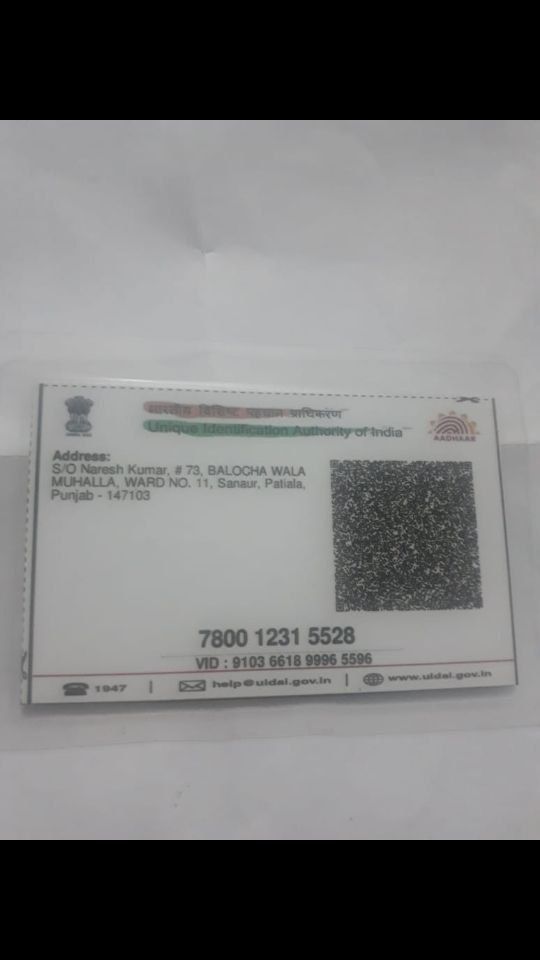 भारतीय विशिष्ट पहचान प्राधिकरण
Unique Identification Authority of India
AADHAAR
Address:
S/O Naresh Kumar, # 73, BALOCHA WALA
MUHALLA, WARD NO. 11, Sanaur, Patiala,
Punjab - 147103
7800 1231 5528
VID : 9103 6618 9996 5596
1947 | help@uidai.gov.in | www.uidai.gov.in